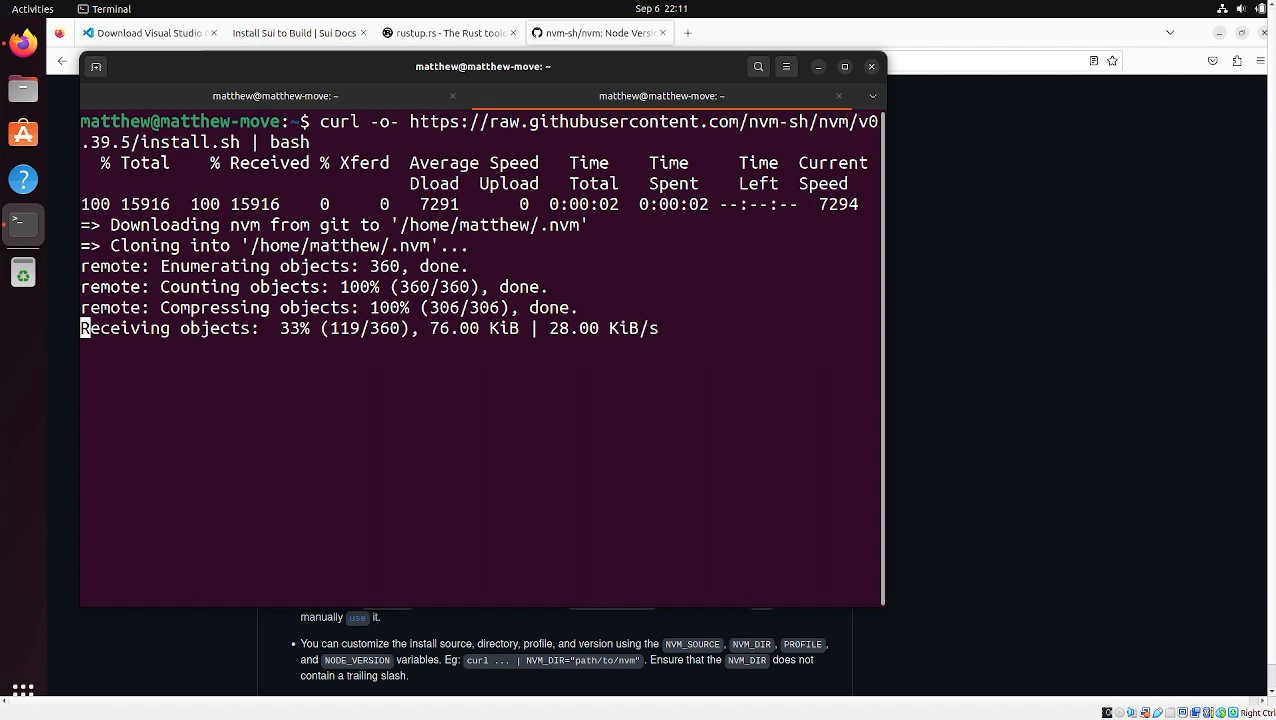 Activities
Terminal
Sep 6 22:11
Download Visual Studio
Install Sui to Build | Sui Docs
rustup.rs - The Rust toolc
nvm-sh/nvm: Node Versi
matthew@matthew-move: ~
matthew@matthew-move: ~
matthew@matthew-move: ~
matthew@matthew-move:~$ curl -o- https://raw.githubusercontent.com/nvm-sh/nvm/v0
.39.5/install.sh | bash
% Total % Received % Xferd Average Speed Time Time Time Current
Dload Upload Total Spent Left Speed
100 15916 100 15916 0 0 7291 0 0:00:02 0:00:02 --:--:-- 7294
=> Downloading nvm from git to '/home/matthew/.nvm'
=> Cloning into '/home/matthew/.nvm'...
remote: Enumerating objects: 360, done.
remote: Counting objects: 100% (360/360), done.
remote: Compressing objects: 100% (306/306), done.
Receiving objects: 33% (119/360), 76.00 KiB | 28.00 KiB/s
manually use it.
• You can customize the install source, directory, profile, and version using the NVM_SOURCE, NVM_DIR, PROFILE,
and NODE_VERSION variables. Eg: curl ... | NVM_DIR="path/to/nvm". Ensure that the NVM_DIR does not
contain a trailing slash.
Right Ctrl